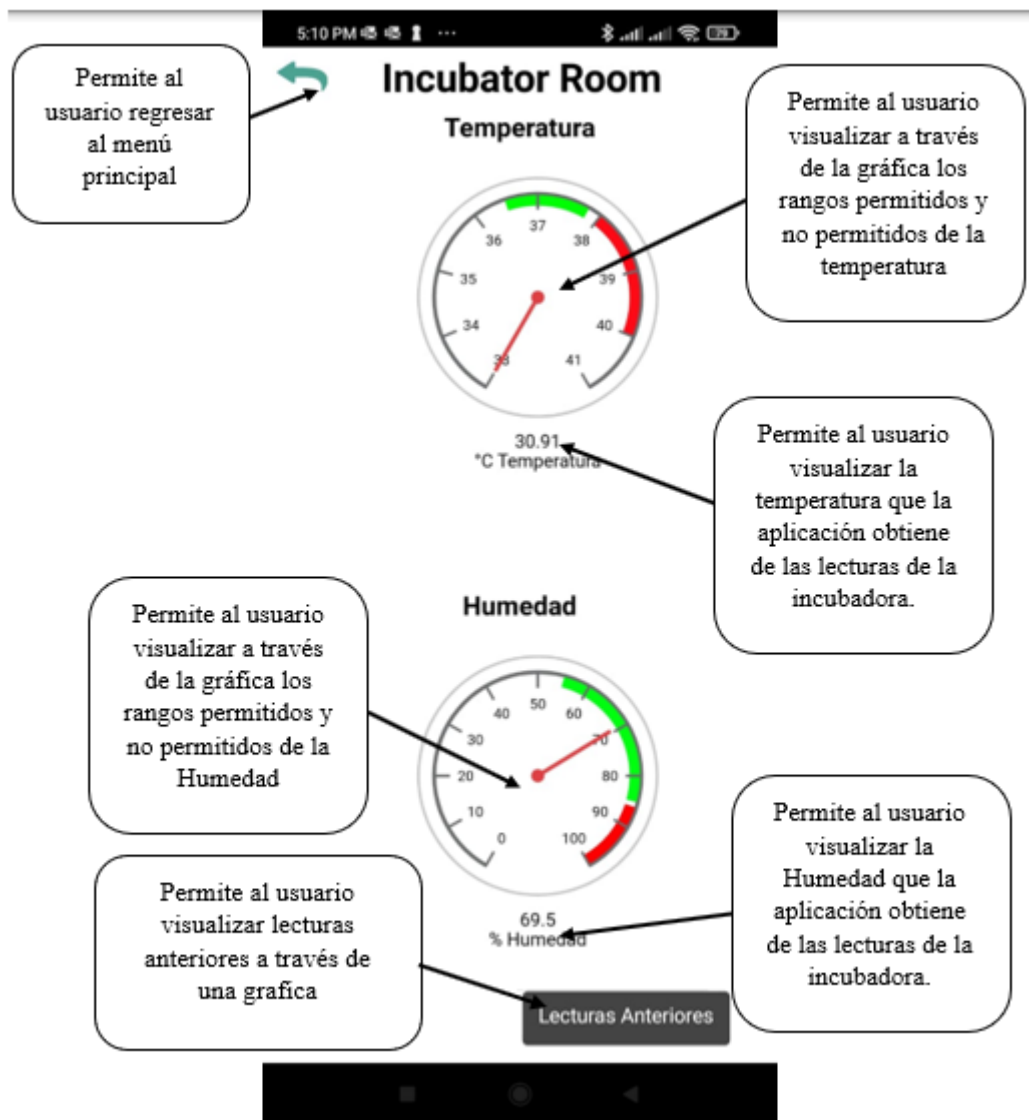 5:10 PM
79
Permite al
usuario regresar
al menú
principal
Incubator Room
Temperatura
Permite al usuario
visualizar a través
de la gráfica los
rangos permitidos y
no permitidos de la
temperatura
33
34
35
36
37
38
39
40
41
30.91
°C Temperatura
Permite al usuario
visualizar la
temperatura que la
aplicación obtiene
de las lecturas de la
incubadora.
Permite al usuario
visualizar a través
de la gráfica los
rangos permitidos y
no permitidos de la
Humedad
Humedad
0
10
20
30
40
50
60
70
80
90
100
69.5
% Humedad
Permite al usuario
visualizar la
Humedad que la
aplicación obtiene
de las lecturas de la
incubadora.
Permite al usuario
visualizar lecturas
anteriores a través de
una grafica
Lecturas Anteriores